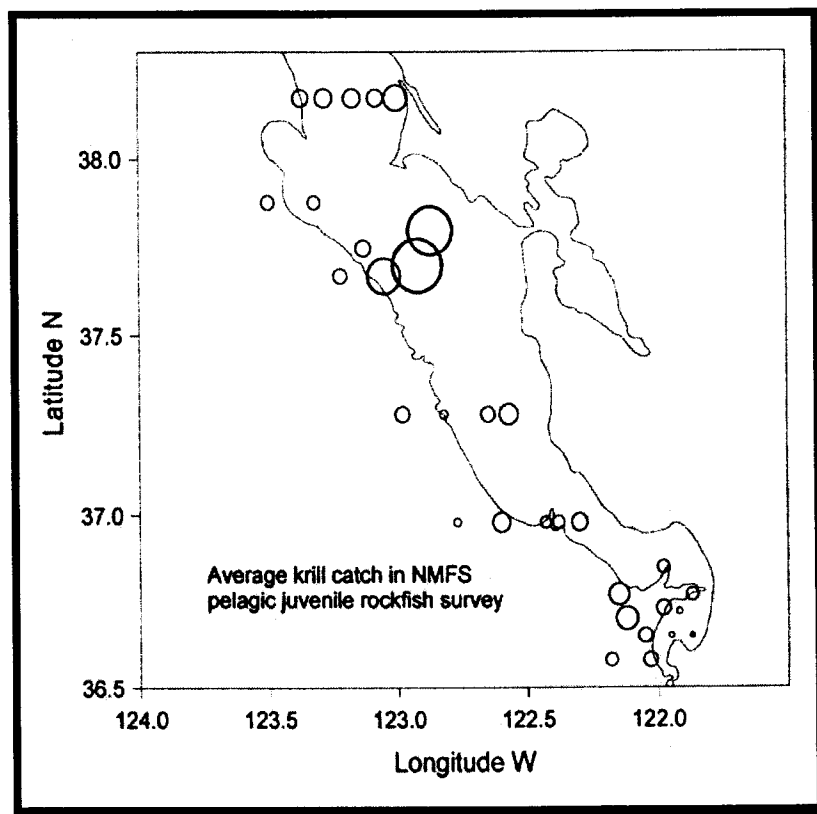 38.0
37.5
Latitude N
37.0
Average krill catch in NMFS
pelagic juvenile rockfish survey
36.5
124.0 123.5 123.0 122.5 122.0
Longitude W